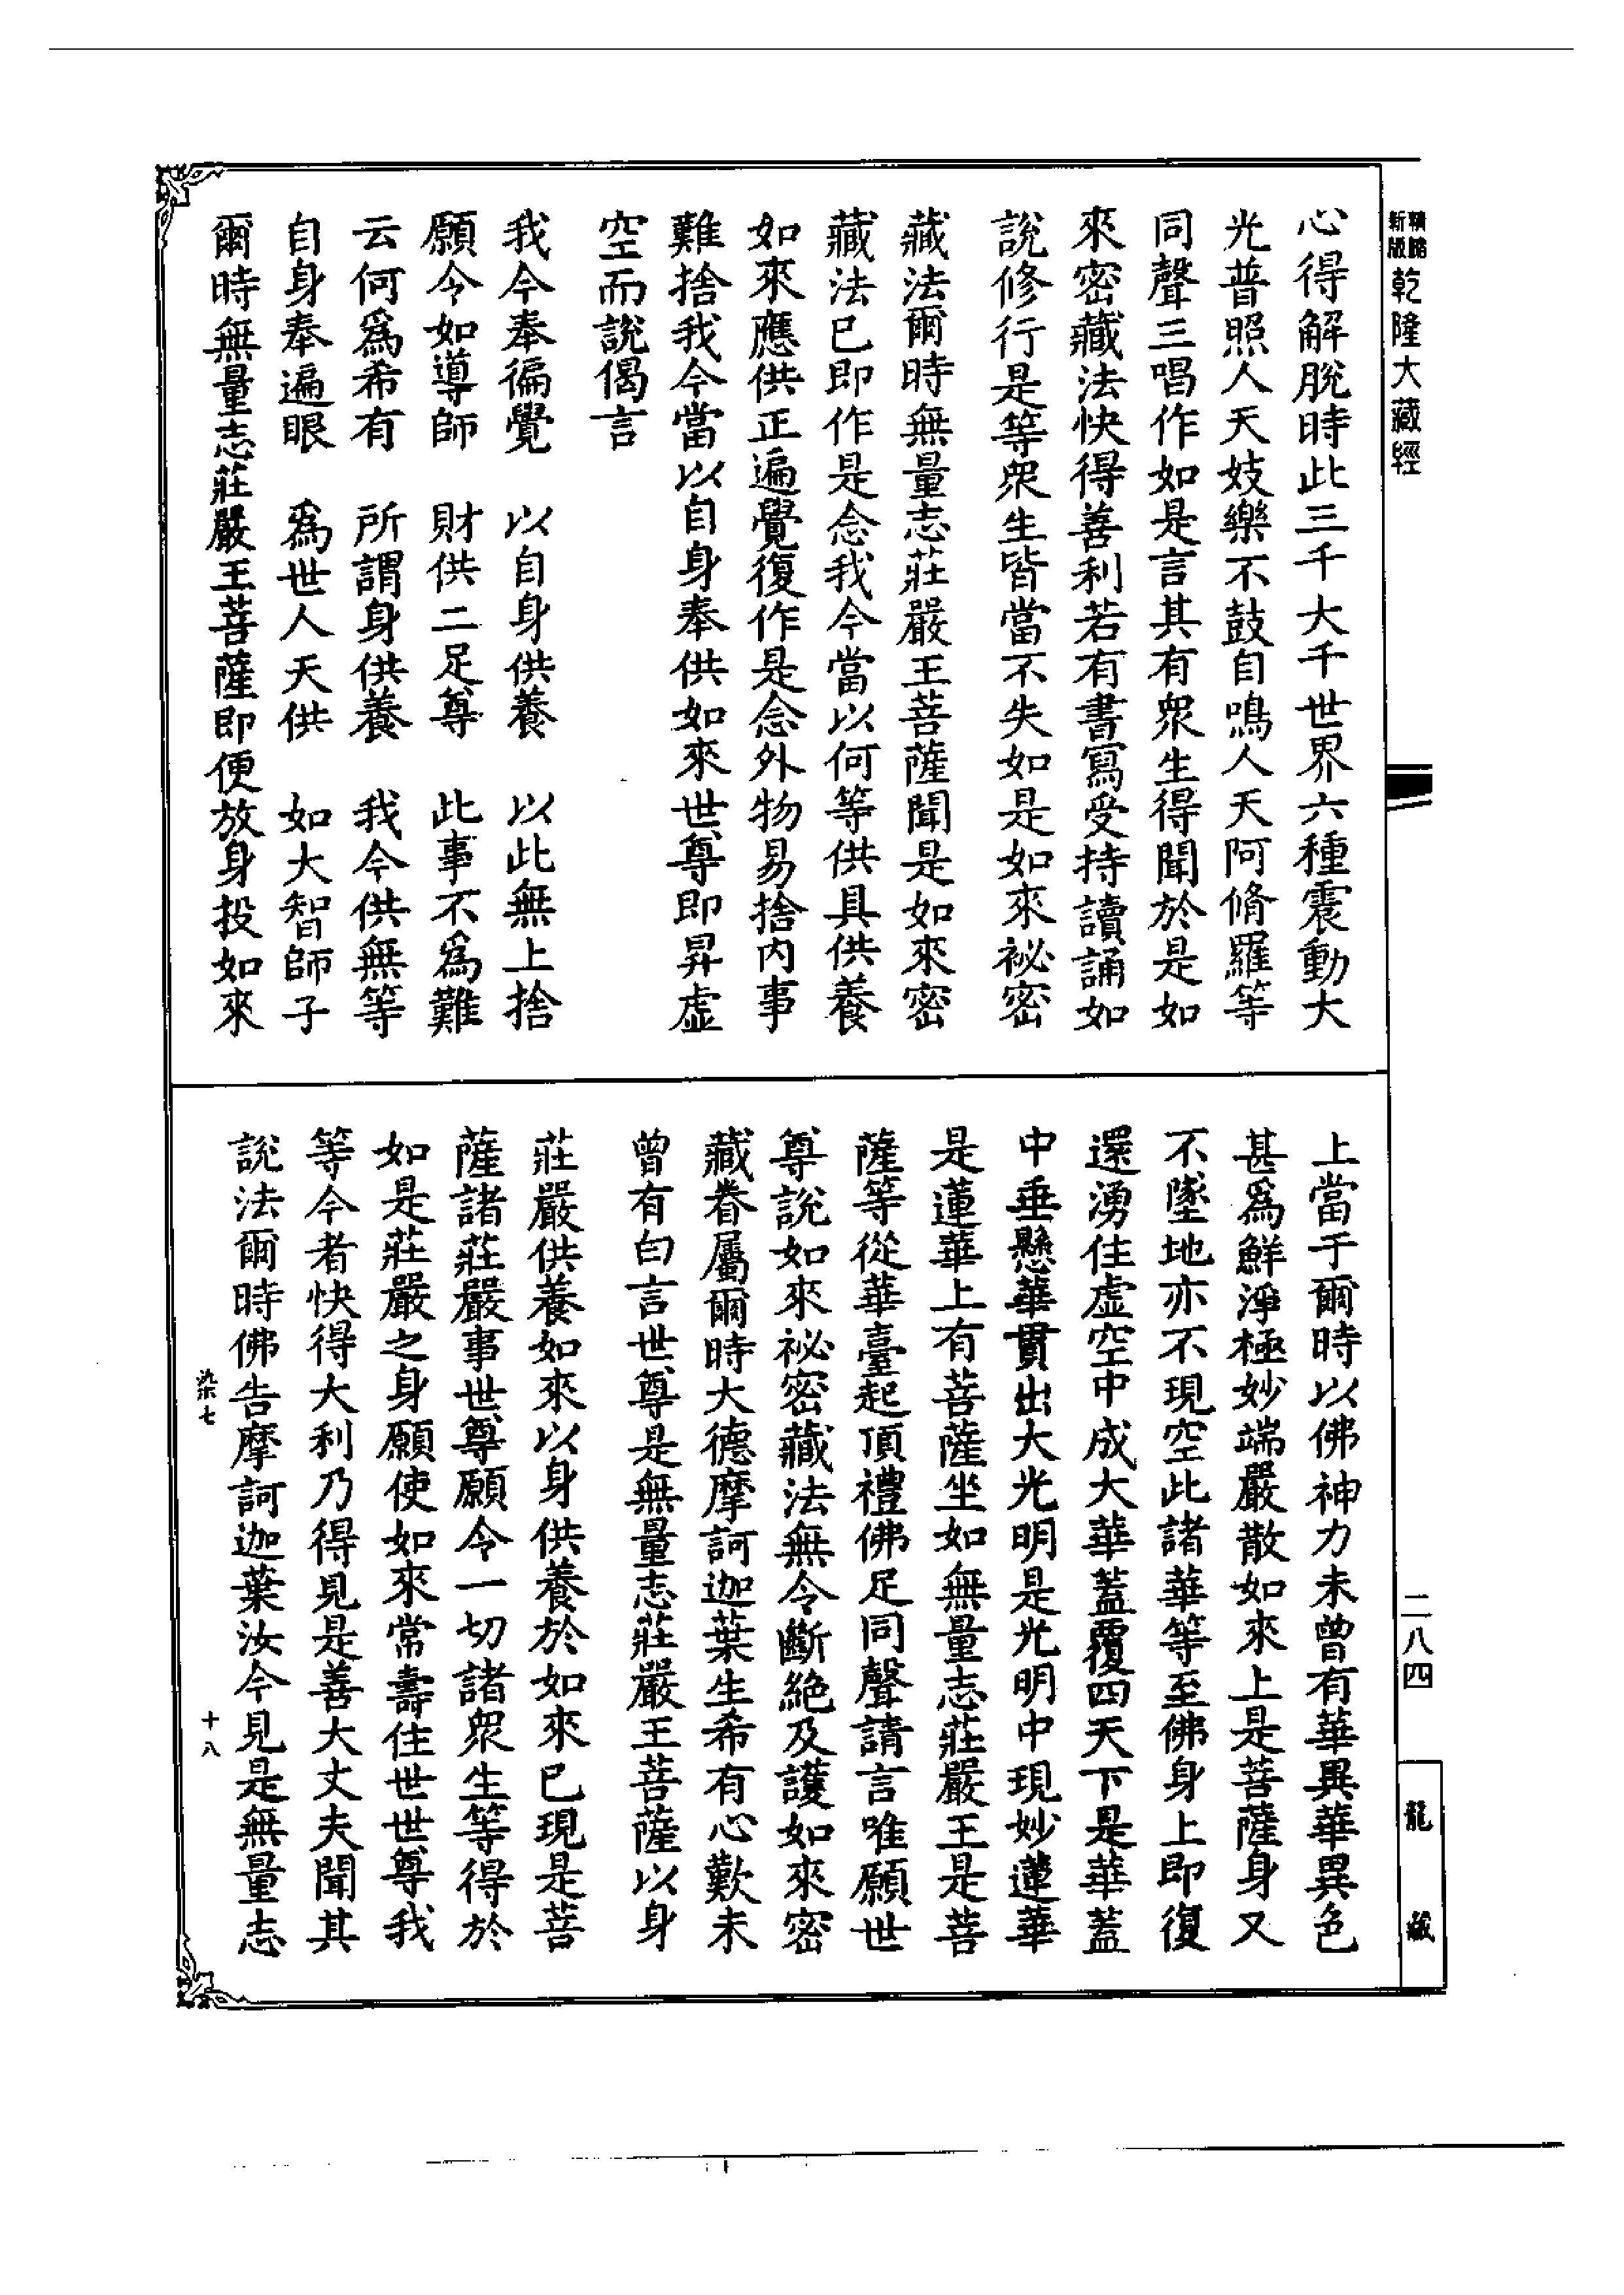 新版
精縮
乾隆大藏經
心得解脫時此三千大千世界六種震動大
光普照人天妓樂不鼓自鳴人天阿脩羅等
同聲三唱作如是言其有衆生得聞於是如
來密藏法快得善利若有書寫受持讀誦如
說修行是等衆生皆當不失如是如來祕密
藏法爾時無量志莊嚴王菩薩聞是如來密
藏法已即作是念我今當以何等供具供養
如來應供正遍覺復作是念外物易捨內事
難捨我今當以自身奉供如來世尊即昇虛
空而說偈言
我今奉徧覺　以自身供養　以此無上捨
願今如導師　財供二足尊　此事不爲難
云何爲希有　所謂身供養　我今供無等
自身奉遍眼　爲世人天供　如大智師子
爾時無量志莊嚴王菩薩即便放身投如來
二八四
龍藏
上當于爾時以佛神力未曾有華異華異色
甚爲鮮淨極妙端嚴散如來上是菩薩身又
不墜地亦不現空此諸華等至佛身上即復
還湧住虛空中成大華蓋覆四天下是華蓋
中垂懸華貫出大光明是光明中現妙蓮華
是蓮華上有菩薩坐如無量志莊嚴王是菩
薩等從華臺起頂禮佛足同聲請言唯願世
尊說如來祕密藏法無令斷絶及護如來密
藏眷屬爾時大德摩訶迦葉生希有心歎未
曾有白言世尊是無量志莊嚴王菩薩以身
莊嚴供養如來以身供養於如來已現是菩
薩諸莊嚴事世尊願令一切諸衆生等得於
如是莊嚴之身願使如來常壽住世世尊我
等今者快得大利乃得見是善大丈夫聞其
說法爾時佛告摩訶迦葉汝今見是無量志
染七
十八